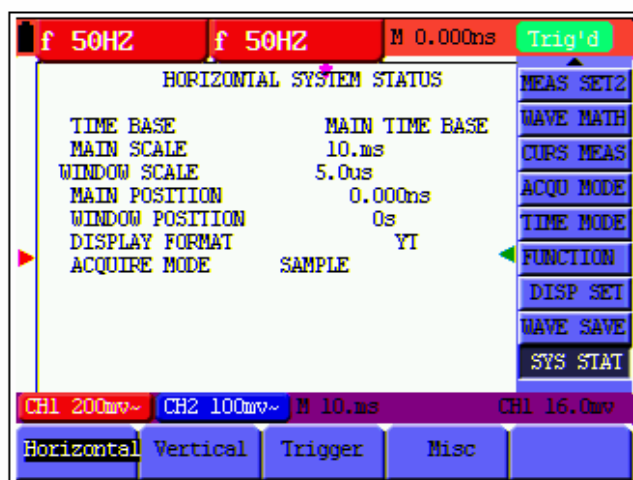 f 50HZ f 50HZ M 0.000ns Trig'd
HORIZONTAL SYSTEM STATUS
TIME BASE MAIN TIME BASE
MAIN SCALE 10.ms
WINDOW SCALE 5.0us
MAIN POSITION 0.000ns
WINDOW POSITION 0s
DISPLAY FORMAT YT
ACQUIRE MODE SAMPLE
MEAS SET2
WAVE MATH
CURS MEAS
ACQU MODE
TIME MODE
FUNCTION
DISP SET
WAVE SAVE
SYS STAT
CH1 200mv~ CH2 100mv~ M 10.ms CH1 16.0mv
Horizontal Vertical Trigger Misc